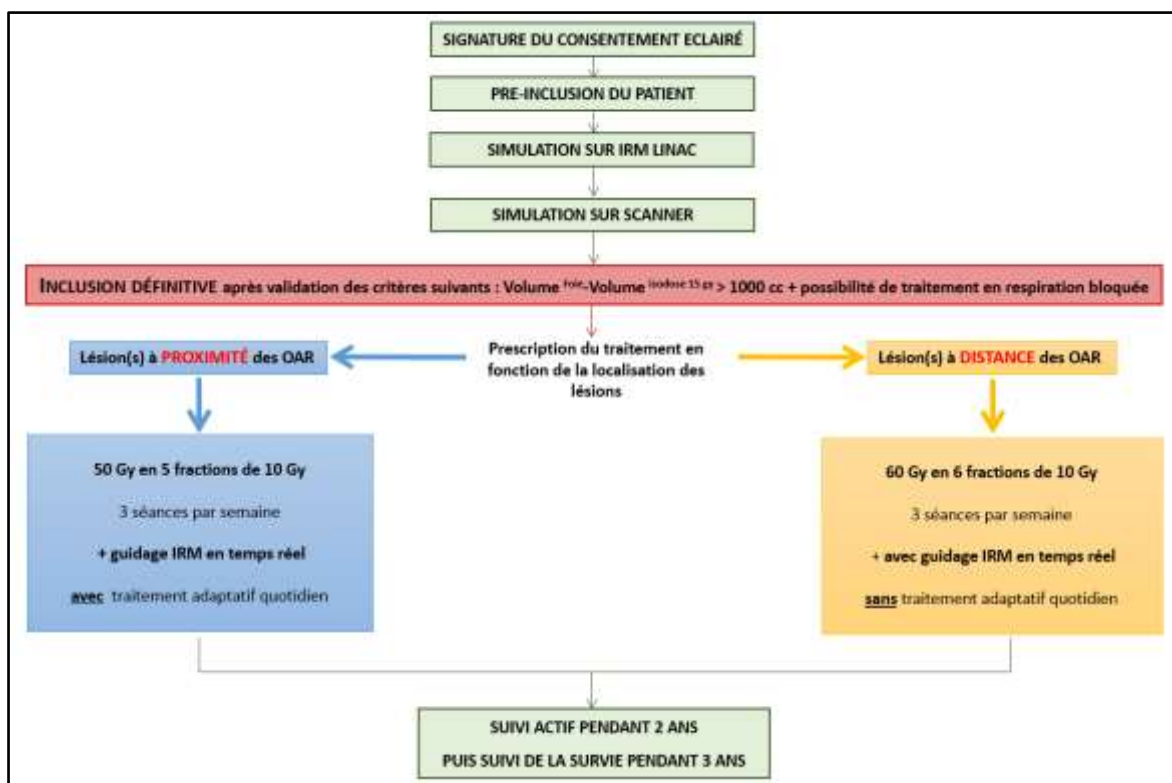 SIGNATURE DU CONSENTEMENT ECLAIRÉ
PRE-INCLUSION DU PATIENT
SIMULATION SUR IRM LINAC
SIMULATION SUR SCANNER
INCLUSION DÉFINITIVE après validation des critères suivants : Volume Foie-Volume isodose 15 gy > 1000 cc + possibilité de traitement en respiration bloquée
Lésion(s) à PROXIMITÉ des OAR
Prescription du traitement en
fonction de la localisation des
lésions
Lésion(s) à DISTANCE des OAR
50 Gy en 5 fractions de 10 Gy
3 séances par semaine
+ guidage IRM en temps réel
avec traitement adaptatif quotidien
60 Gy en 6 fractions de 10 Gy
3 séances par semaine
+ avec guidage IRM en temps réel
sans traitement adaptatif quotidien
SUIVI ACTIF PENDANT 2 ANS
PUIS SUIVI DE LA SURVIE PENDANT 3 ANS